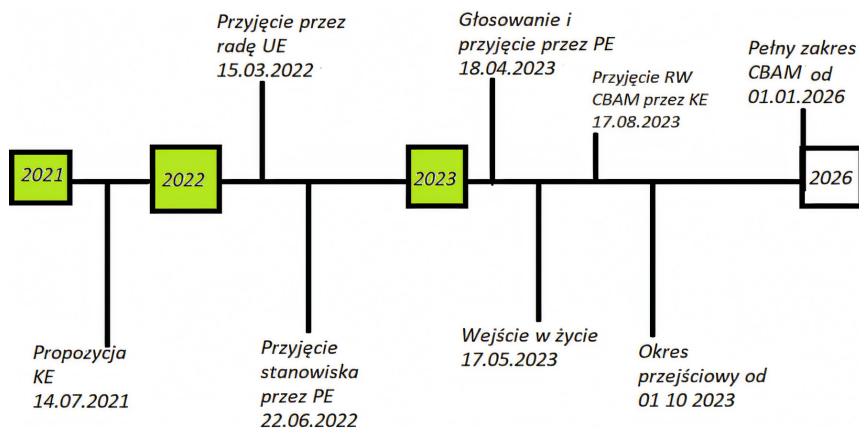 Przyjęcie przez
radę UE
15.03.2022
Głosowanie i
przyjęcie przez PE
18.04.2023
Przyjęcie RW
CBAM przez KE
17.08.2023
Pełny zakres
CBAM od
01.01.2026
2021
2022
2023
2026
Propozycja
KE
14.07.2021
Przyjęcie
stanowiska
przez PE
22.06.2022
Wejście w życie
17.05.2023
Okres
przejściowy od
01 10 2023